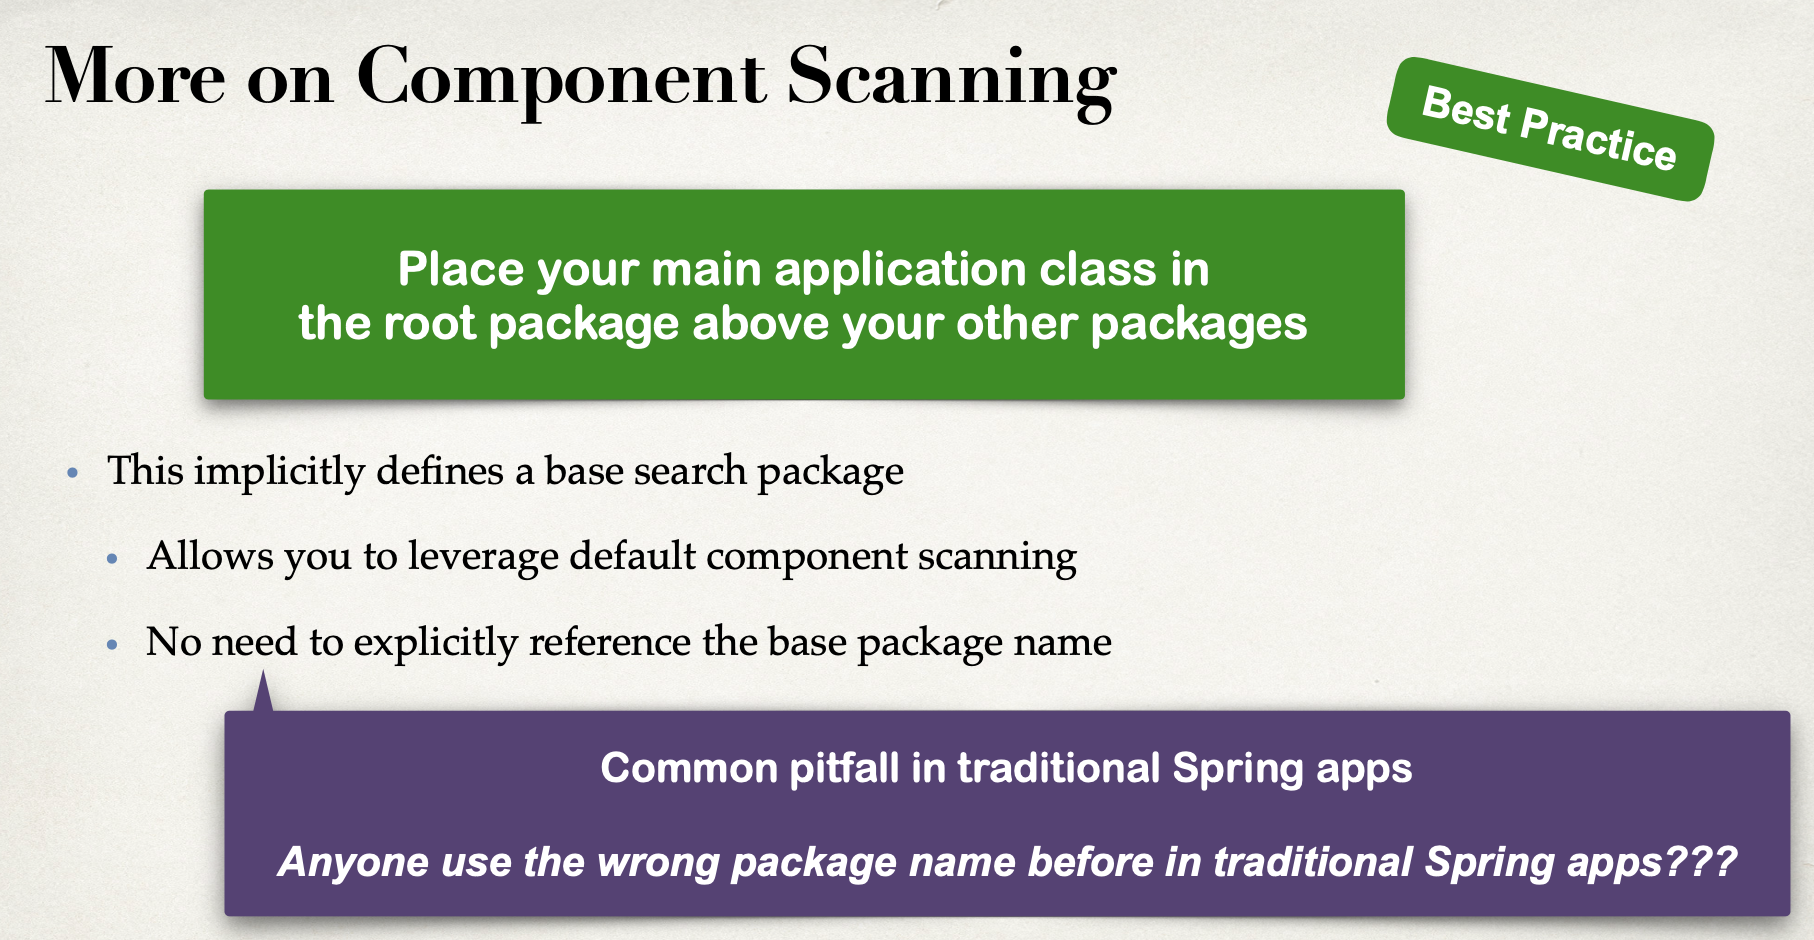 More on Component Scanning
Best Practice
Place your main application class in
the root package above your other packages
• This implicitly defines a base search package
• Allows you to leverage default component scanning
• No need to explicitly reference the base package name
Common pitfall in traditional Spring apps
Anyone use the wrong package name before in traditional Spring apps???